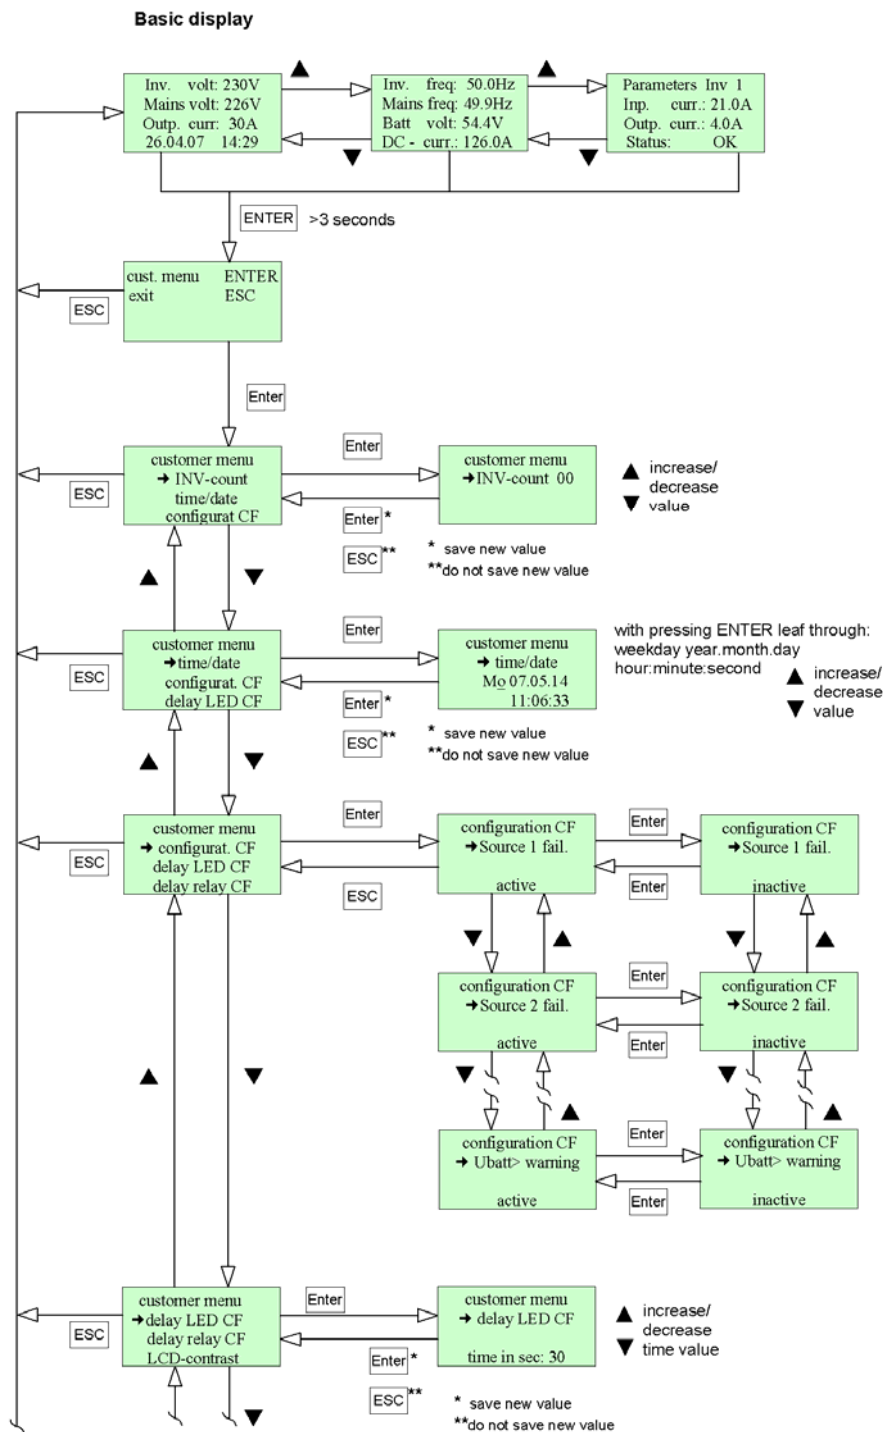 Basic display
Inv. volt: 230V
Mains volt: 226V
Outp. curr: 30A
26.04.07 14:29
Inv. freq: 50.0Hz
Mains freq: 49.9Hz
Batt volt: 54.4V
DC - curr.: 126.0A
Parameters Inv 1
Inp. curr.: 21.0A
Outp. curr.: 4.0A
Status: OK
ENTER >3 seconds
cust. menu ENTER
exit ESC
ESC
Enter
customer menu
➔ INV-count
time/date
configurat CF
ESC
Enter
customer menu
➔INV-count 00
▲ increase/
decrease
▼ value
Enter *
ESC **
* save new value
**do not save new value
customer menu
➔time/date
configurat. CF
delay LED CF
ESC
Enter
customer menu
➔ time/date
Mo 07.05.14
11:06:33
with pressing ENTER leaf through:
weekday year.month.day
hour:minute:second
▲ increase/
decrease
▼ value
Enter *
ESC **
* save new value
**do not save new value
customer menu
➔ configurat. CF
delay LED CF
delay relay CF
ESC
Enter
ESC
configuration CF
➔Source 1 fail.
active
Enter
Enter
configuration CF
➔Source 1 fail.
inactive
configuration CF
➔Source 2 fail.
active
Enter
Enter
configuration CF
➔Source 2 fail.
inactive
configuration CF
➔ Ubatt> warning
active
Enter
Enter
configuration CF
➔ Ubatt> warning
inactive
customer menu
➔delay LED CF
delay relay CF
LCD-contrast
ESC
Enter
customer menu
➔ delay LED CF
time in sec: 30
▲ increase/
decrease
▼ time value
Enter *
ESC **
* save new value
**do not save new value